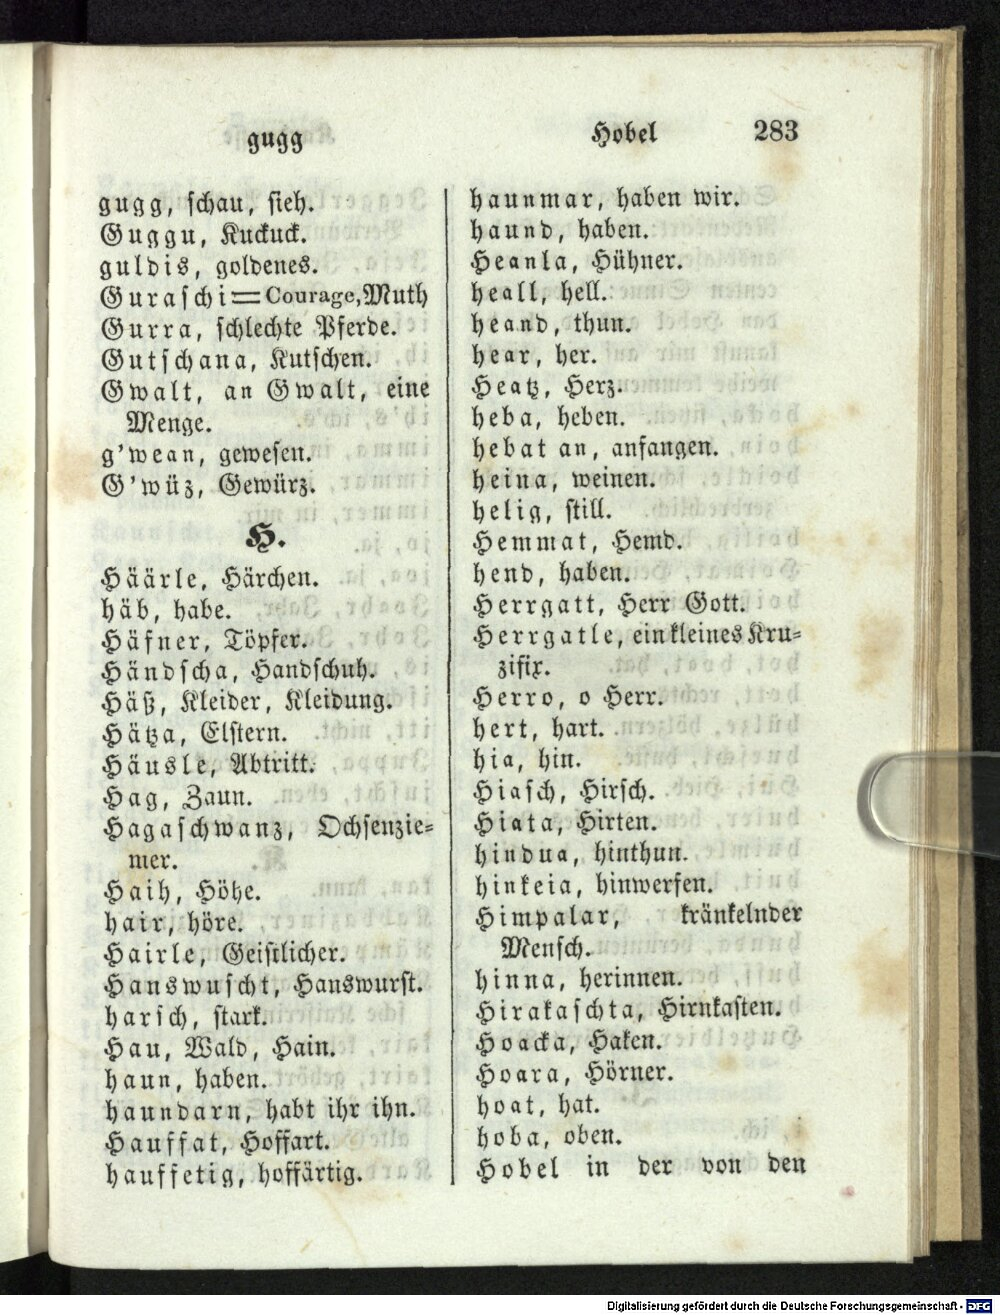 gugg
Hobel 283
gugg, schau, sieh.
Guggu, Kuckuck.
guldis, goldenes.
Guraschi=Courage, Muth
Gurra, schlechte Pferde.
Gutschana, Kutschen.
Gwalt, an Gwalt, eine
Menge.
g'wean, gewesen.
G'wüz, Gewürz.
H.
Häärle, Härchen.
häb, habe.
Häfner, Töpfer.
Händscha, Handschuh.
Häß, Kleider, Kleidung.
Hätza, Elstern.
Häusle, Abtritt.
Hag, Zaun.
Hagaschwanz, Ochsenzie-
mer.
Haih, Höhe.
hair, höre.
Hairle, Geistlicher.
Hanswuscht, Hanswurst.
harsch, stark.
Hau, Wald, Hain.
haun, haben.
haundarn, habt ihr ihn.
Hauffat, Hoffart.
hauffetig, hoffärtig.
haunmar, haben wir.
haund, haben.
Heanla, Hühner.
heall, hell.
heand, thun.
hear, her.
Heatz, Herz.
heba, heben.
hebat an, anfangen.
heina, weinen.
helig, still.
Hemmat, Hemd.
hend, haben.
Herrgatt, Herr Gott.
Herrgatle, ein kleines Kru-
zifix.
Herro, o Herr.
hert, hart.
hia, hin.
Hiasch, Hirsch.
Hiata, Hirten.
hindua, hinthun.
hinkeia, hinwerfen.
Himpalar, kränkelnder
Mensch.
hinna, herinnen.
Hirakaschta, Hirnkasten.
Hoacka, Haken.
Hoara, Hörner.
hoat, hat.
hoba, oben.
Hobel in der von den
Digitalisierung gefördert durch die Deutsche Forschungsgemeinschaft - DFG